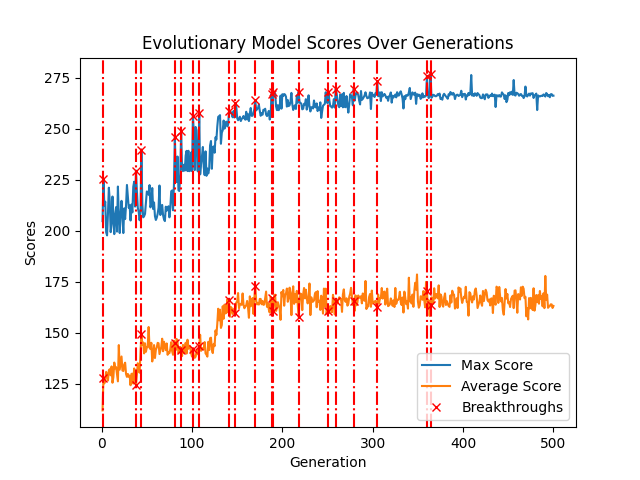 Evolutionary Model Scores Over Generations
275
250
225
200
175
150
125
Scores
0 100 200 300 400 500
Generation
Max Score
Average Score
Breakthroughs